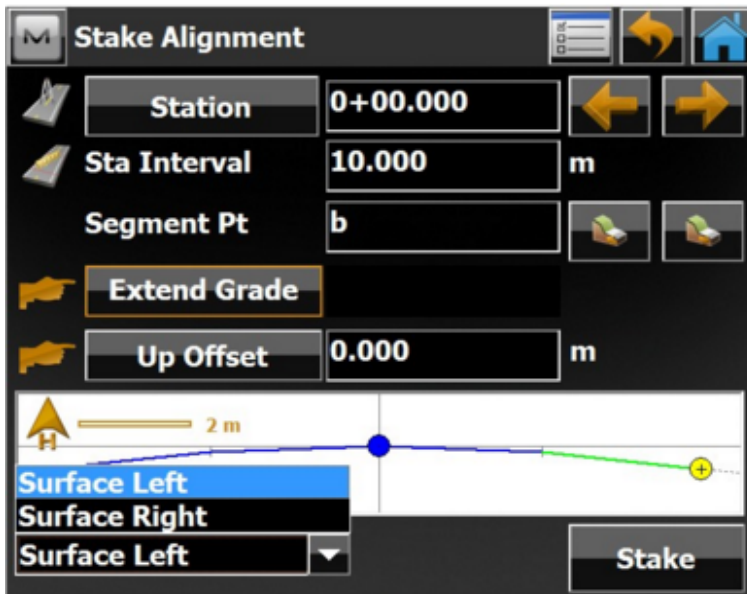 M Stake Alignment
Station 0+00.000
Sta Interval 10.000 m
Segment Pt b
Extend Grade
Up Offset 0.000 m
2 m
H
Surface Left
Surface Right
Surface Left
Stake